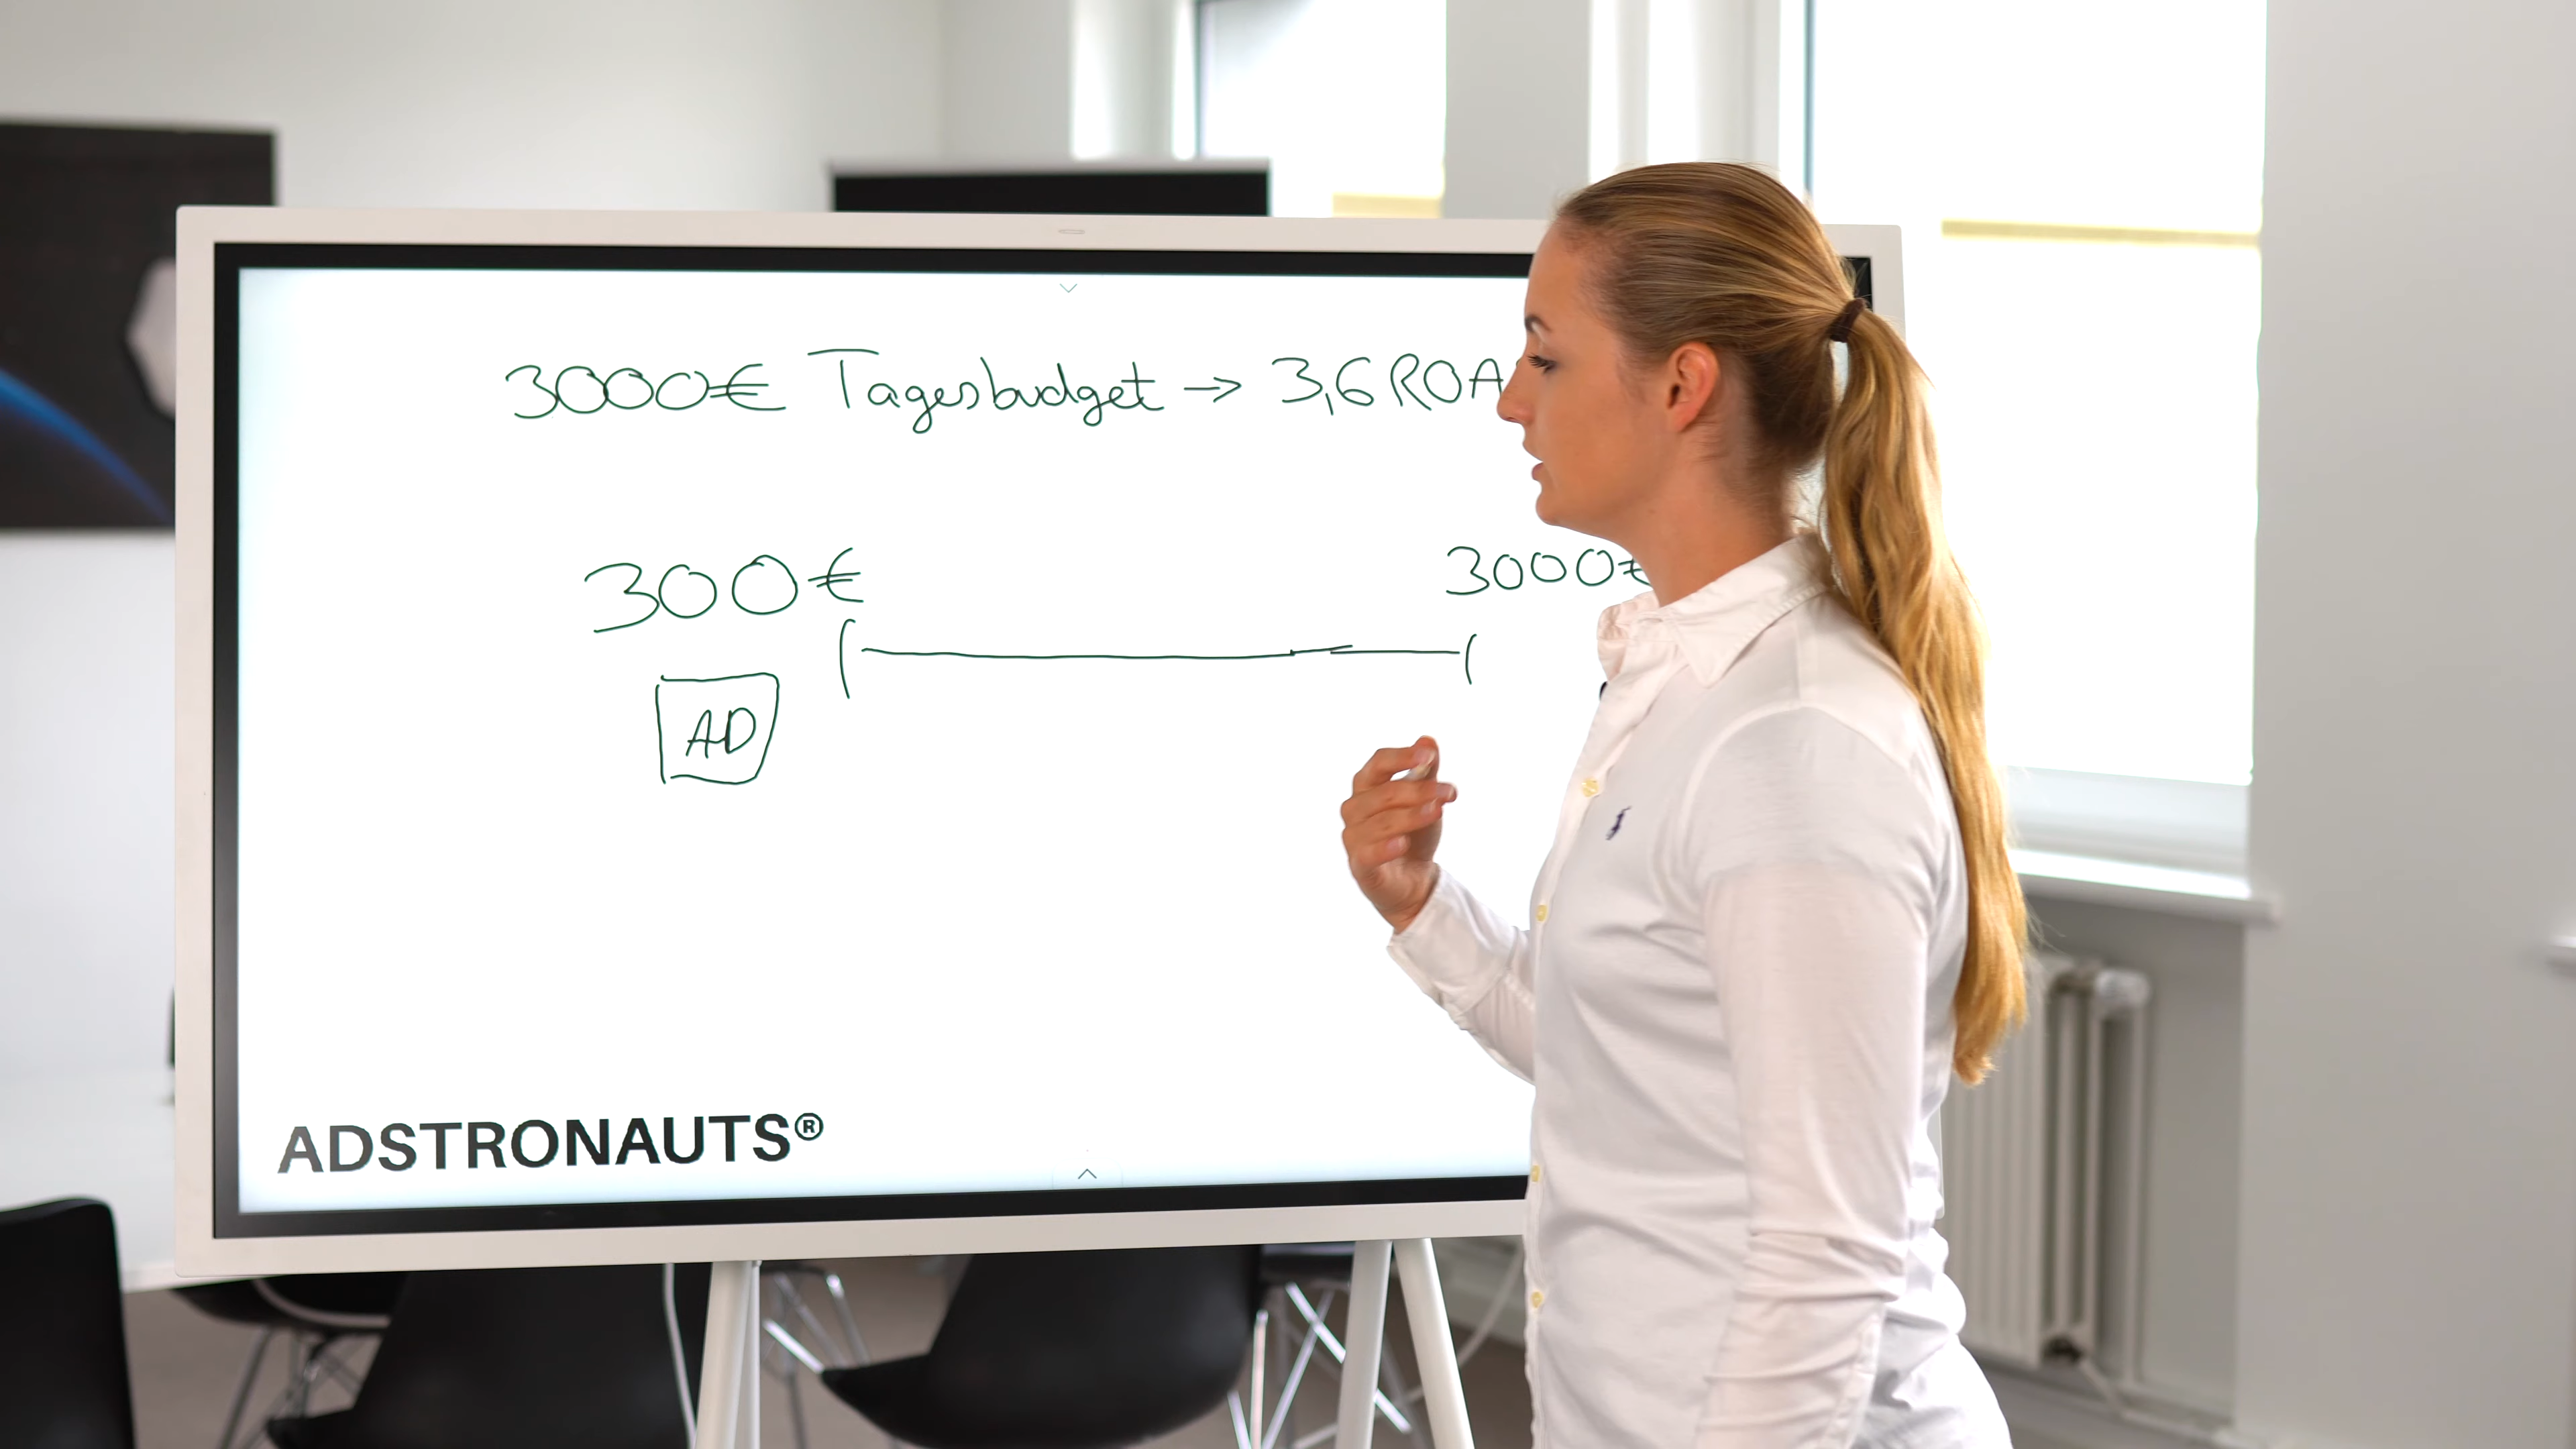 3000€ Tagesbudget → 3,6 ROA
300€
3000€
AD
ADSTRONAUTS®